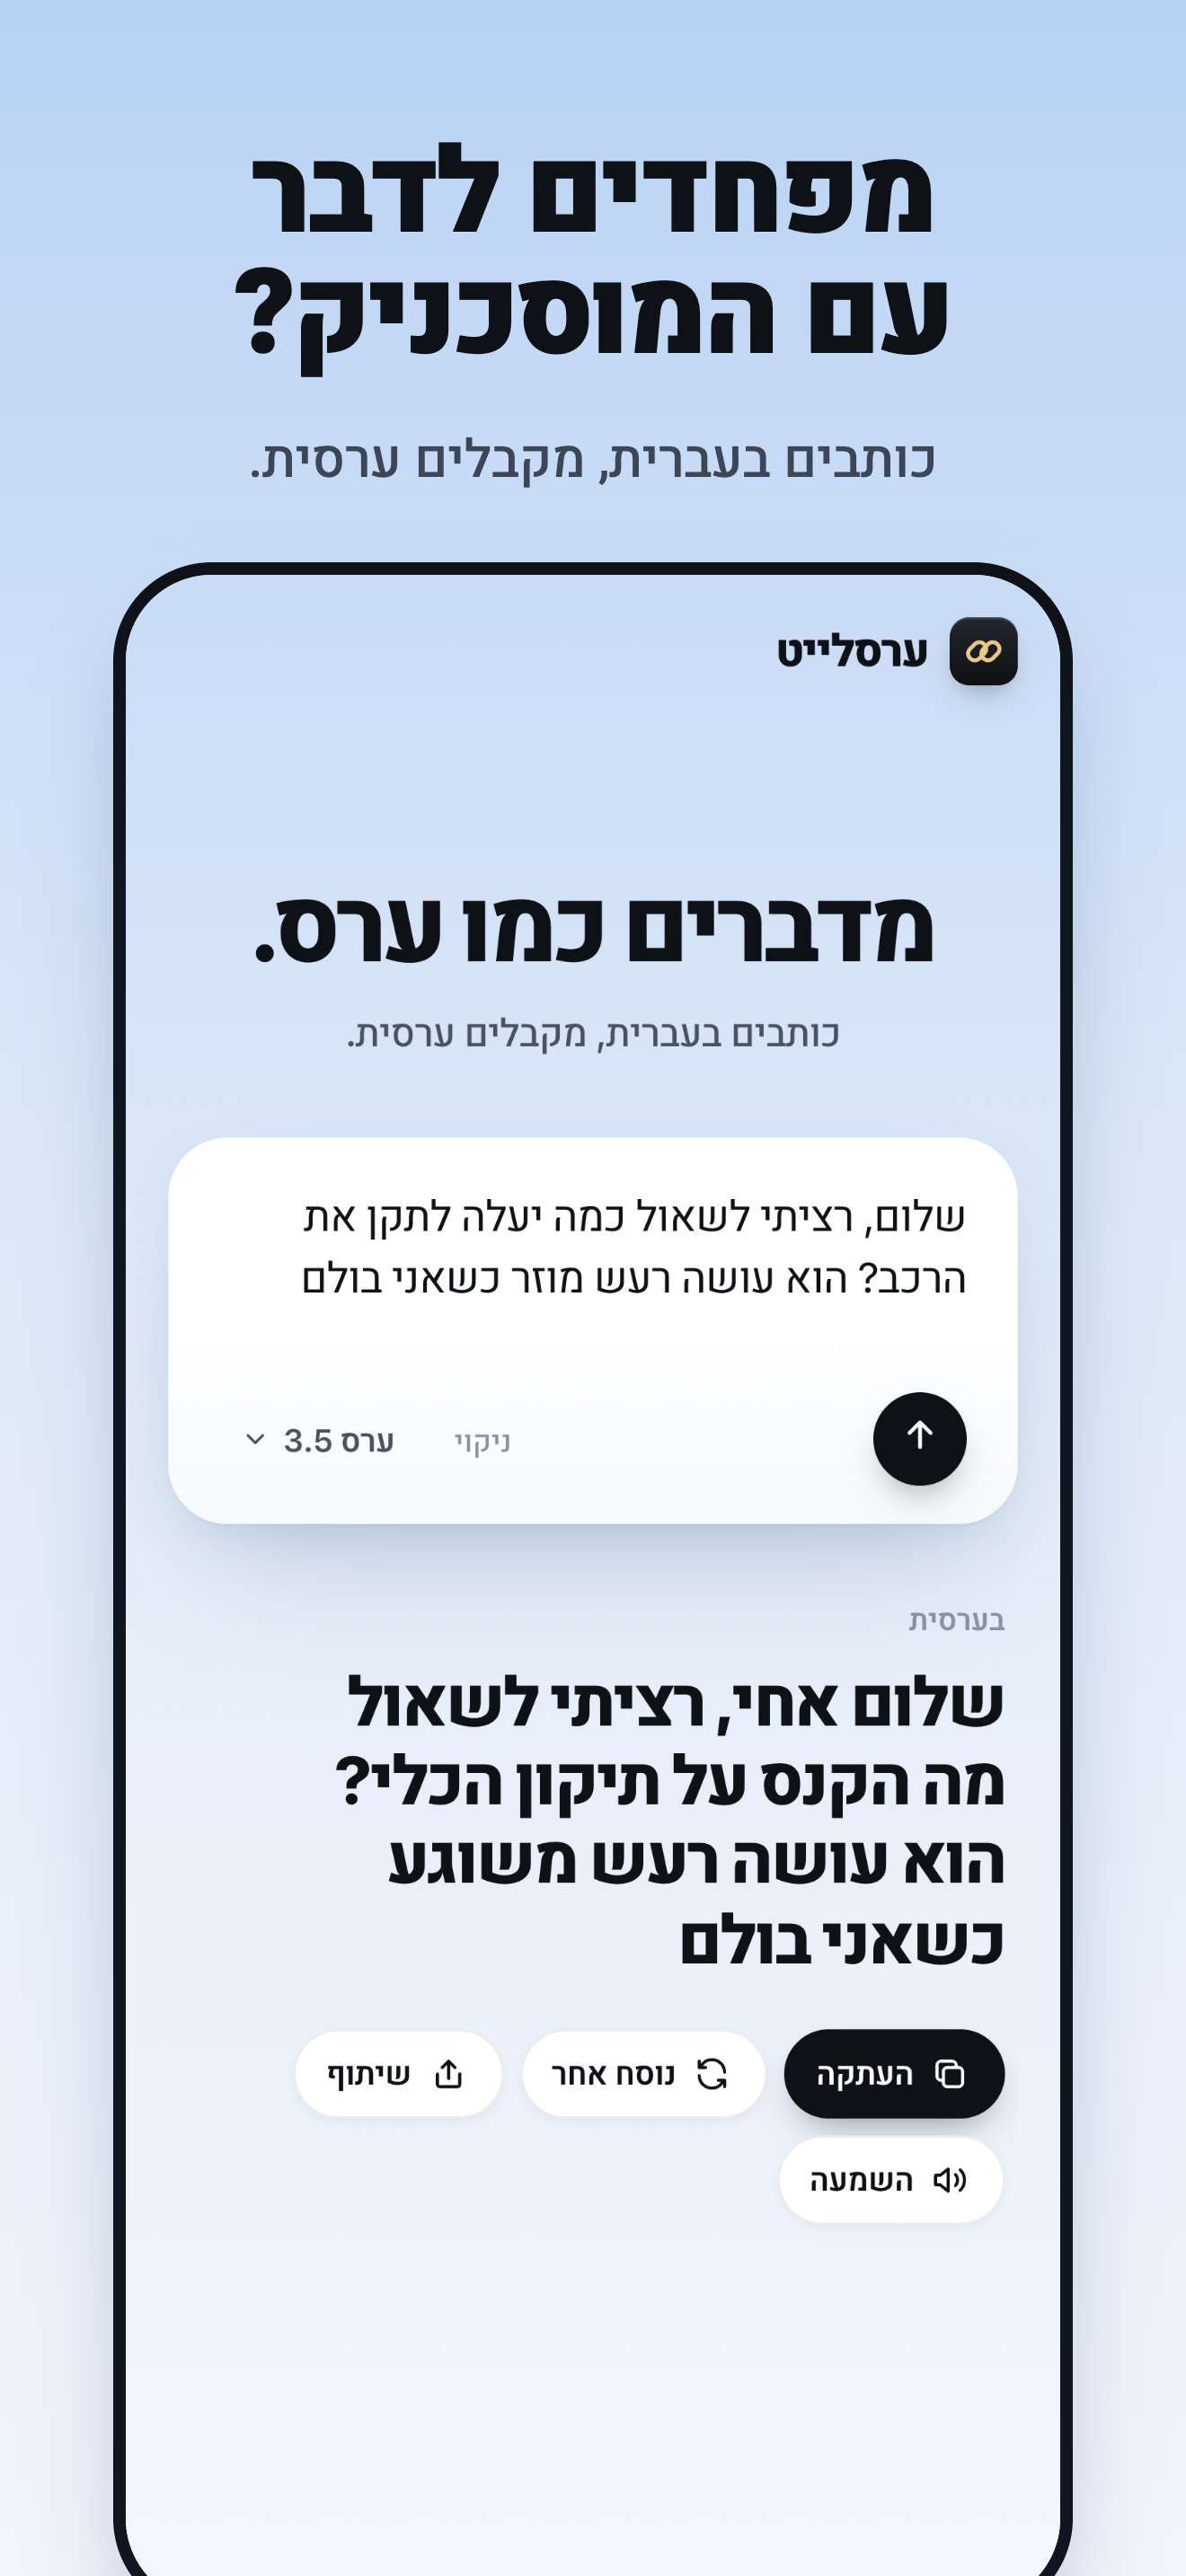 מפחדים לדבר
עם המוסכניק?
כותבים בעברית, מקבלים ערסית.
ערסלייט
מדברים כמו ערס.
כותבים בעברית, מקבלים ערסית.
שלום, רציתי לשאול כמה יעלה לתקן את
הרכב? הוא עושה רעש מוזר כשאני בולם
ניקוי
ערס 3.5
בערסית
שלום אחי, רציתי לשאול
מה הקנס על תיקון הכלי?
הוא עושה רעש משוגע
כשאני בולם
העתקה
נוסח אחר
שיתוף
השמעה